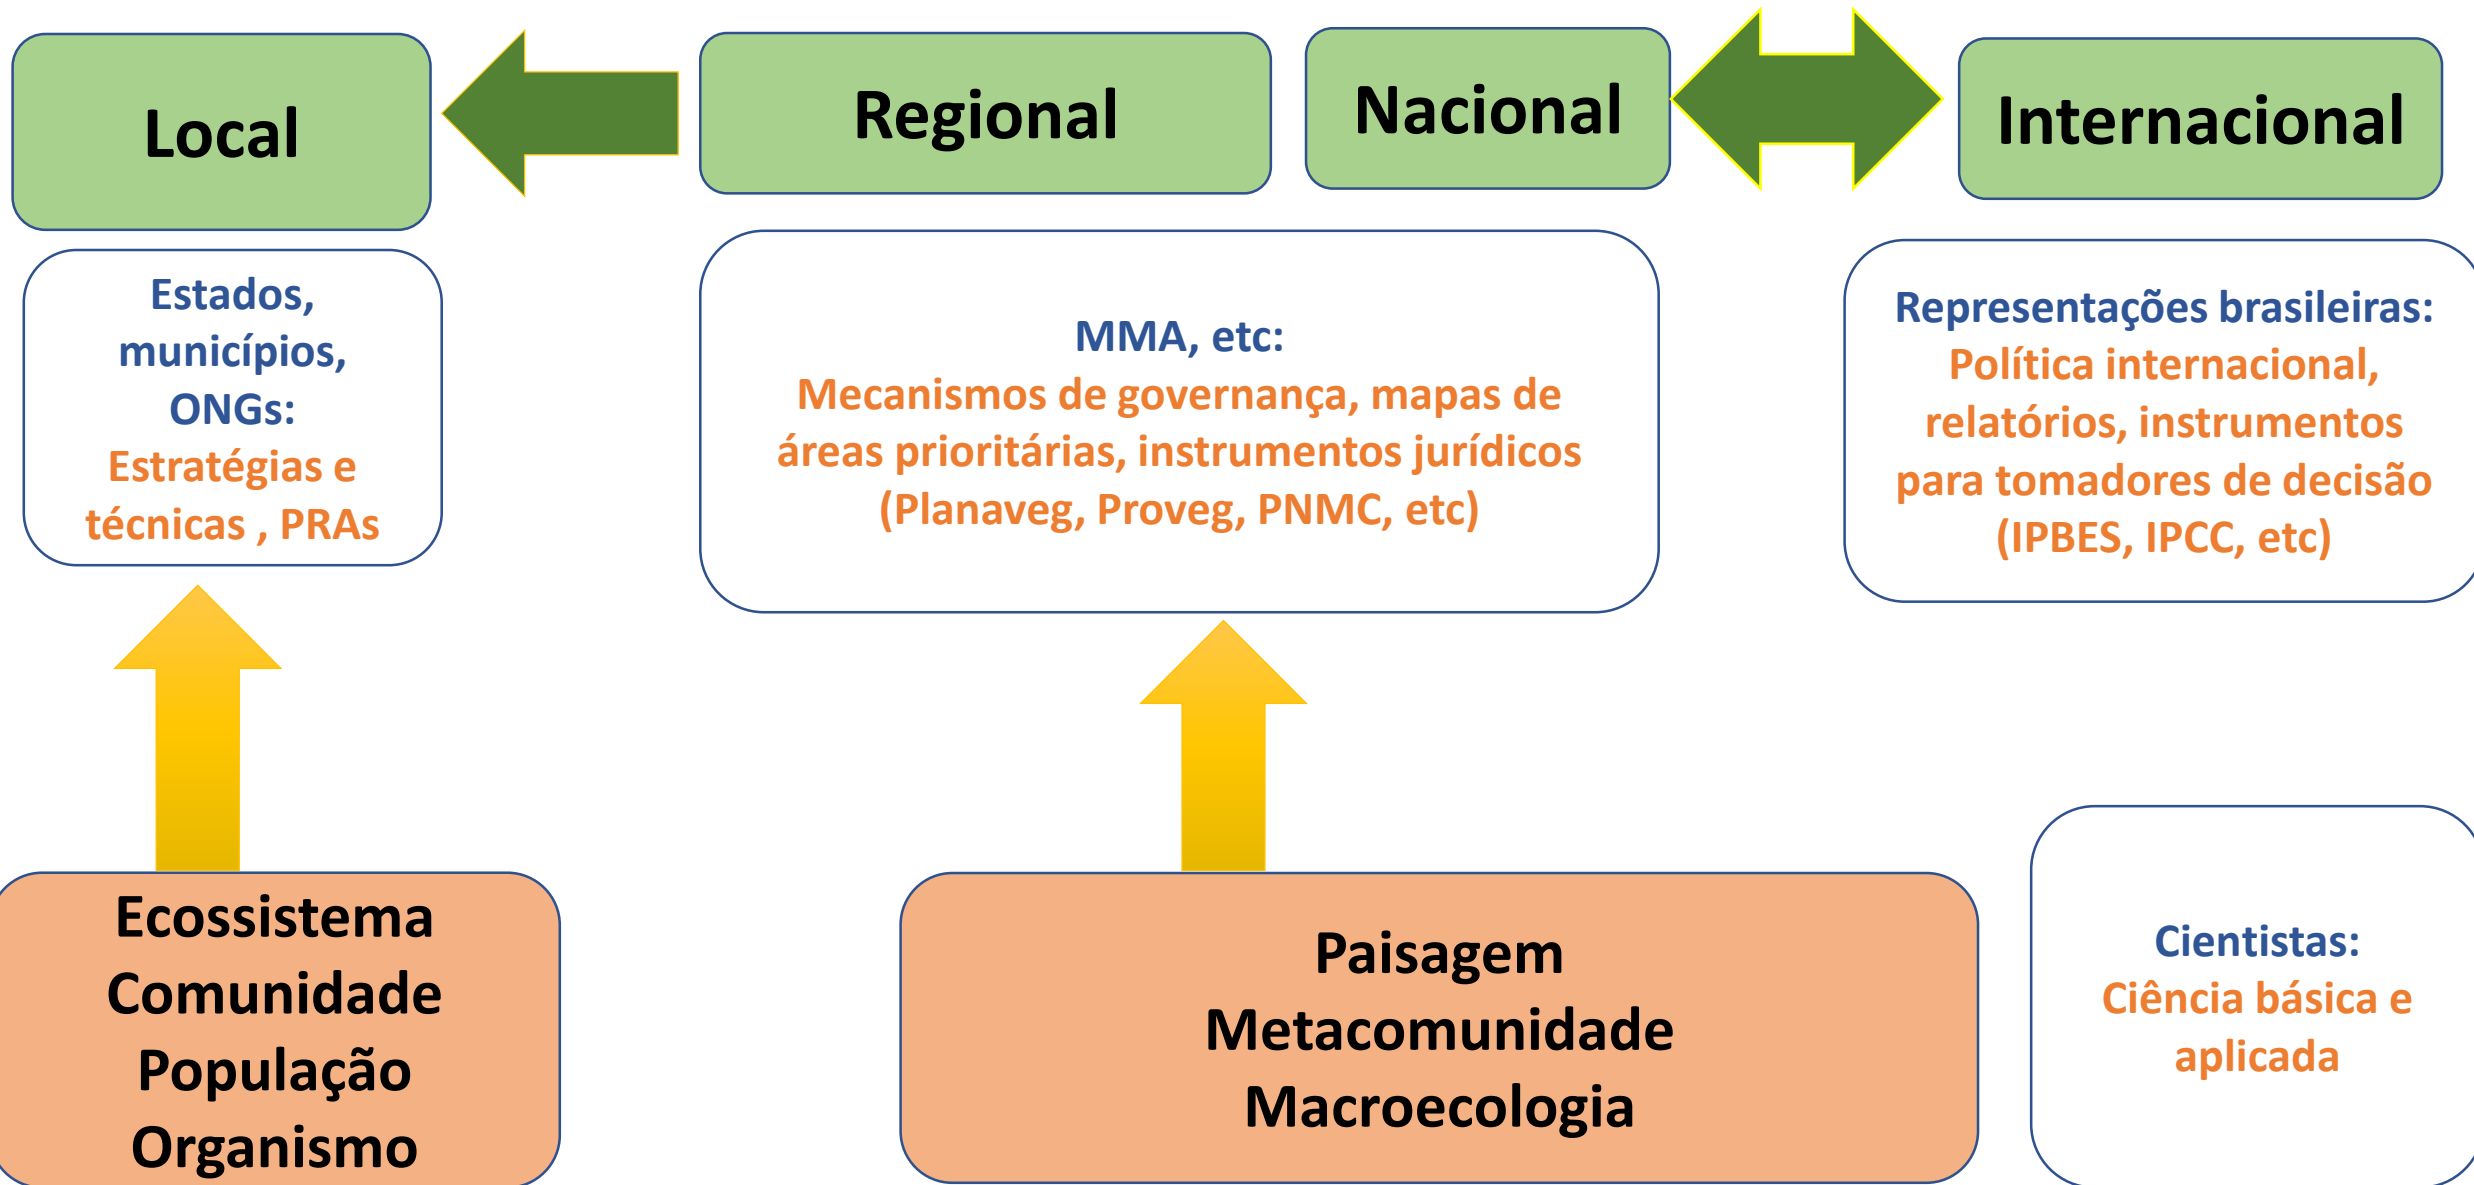 Local
Regional
Nacional
Internacional
Estados,
municípios,
ONGs:
Estratégias e
técnicas , PRAs
MMA, etc:
Mecanismos de governança, mapas de
áreas prioritárias, instrumentos jurídicos
(Planaveg, Proveg, PNMC, etc)
Representações brasileiras:
Política internacional,
relatórios, instrumentos
para tomadores de decisão
(IPBES, IPCC, etc)
Ecossistema
Comunidade
População
Organismo
Paisagem
Metacomunidade
Macroecologia
Cientistas:
Ciência básica e
aplicada